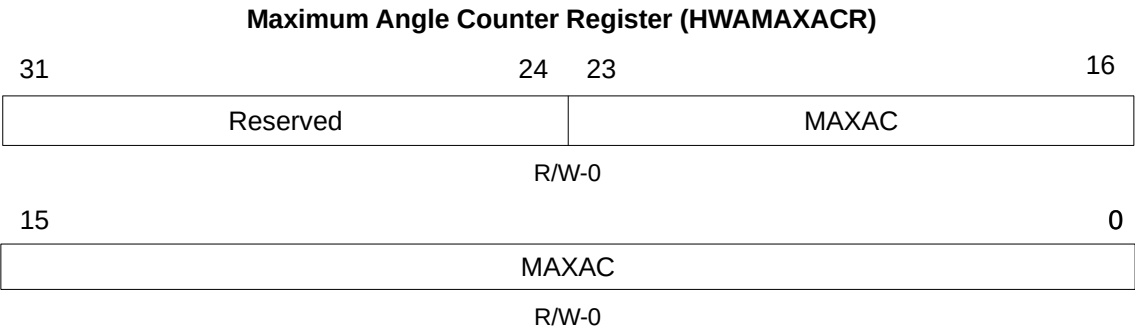 Maximum Angle Counter Register (HWAMAXACR)
31 24 23 16
Reserved MAXAC
R/W-0
15 0
MAXAC
R/W-0